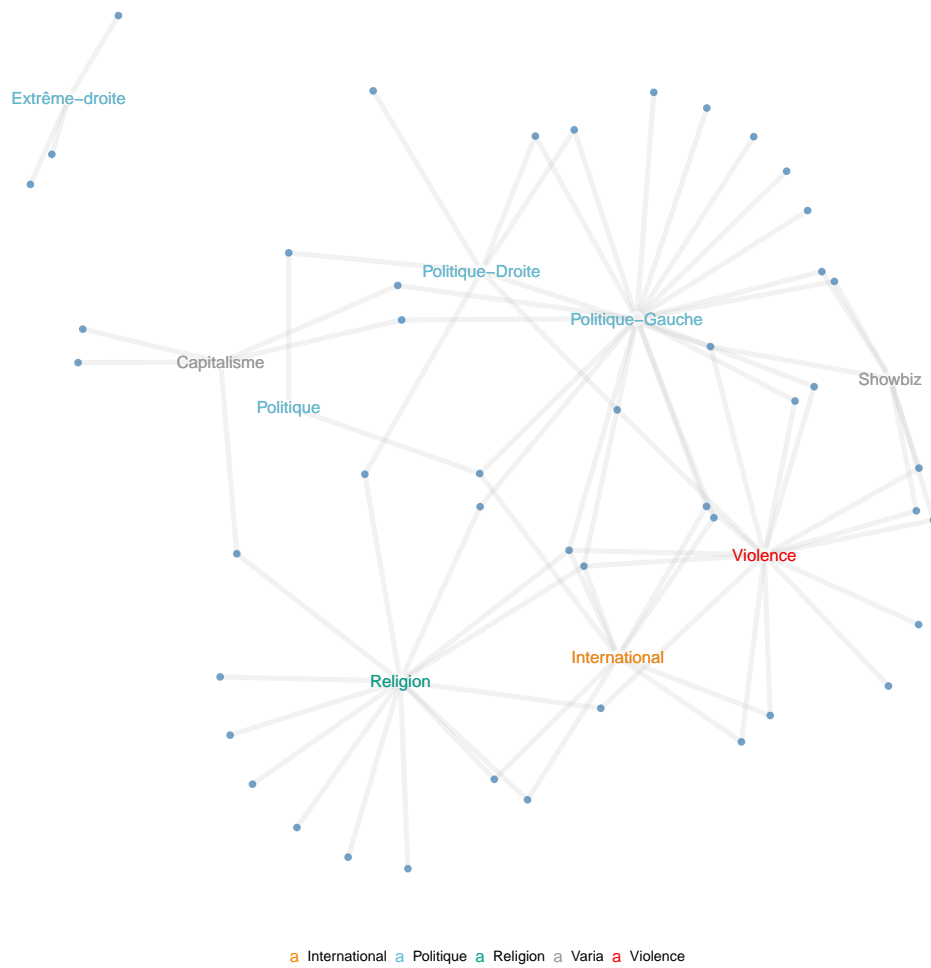 Extrême–droite
Politique–Droite
Politique–Gauche
Capitalisme
Showbiz
Politique
Violence
International
Religion
a International a Politique a Religion a Varia a Violence